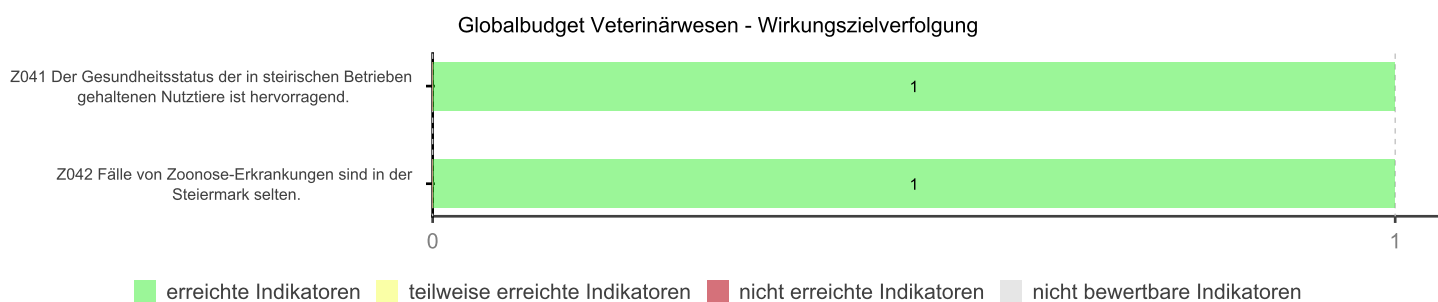 Globalbudget Veterinärwesen - Wirkungszielverfolgung
Z041 Der Gesundheitsstatus der in steirischen Betrieben
gehaltenen Nutztiere ist hervorragend.
1
Z042 Fälle von Zoonose-Erkrankungen sind in der
Steiermark selten.
1
0 1
erreichte Indikatoren teilweise erreichte Indikatoren nicht erreichte Indikatoren nicht bewertbare Indikatoren